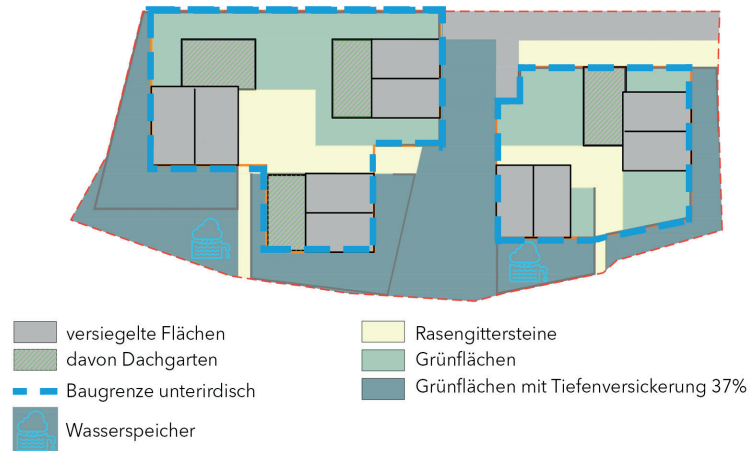 versiegelte Flächen
davon Dachgarten
Baugrenze unterirdisch
Wasserspeicher
Rasengittersteine
Grünflächen
Grünflächen mit Tiefenversickerung 37%